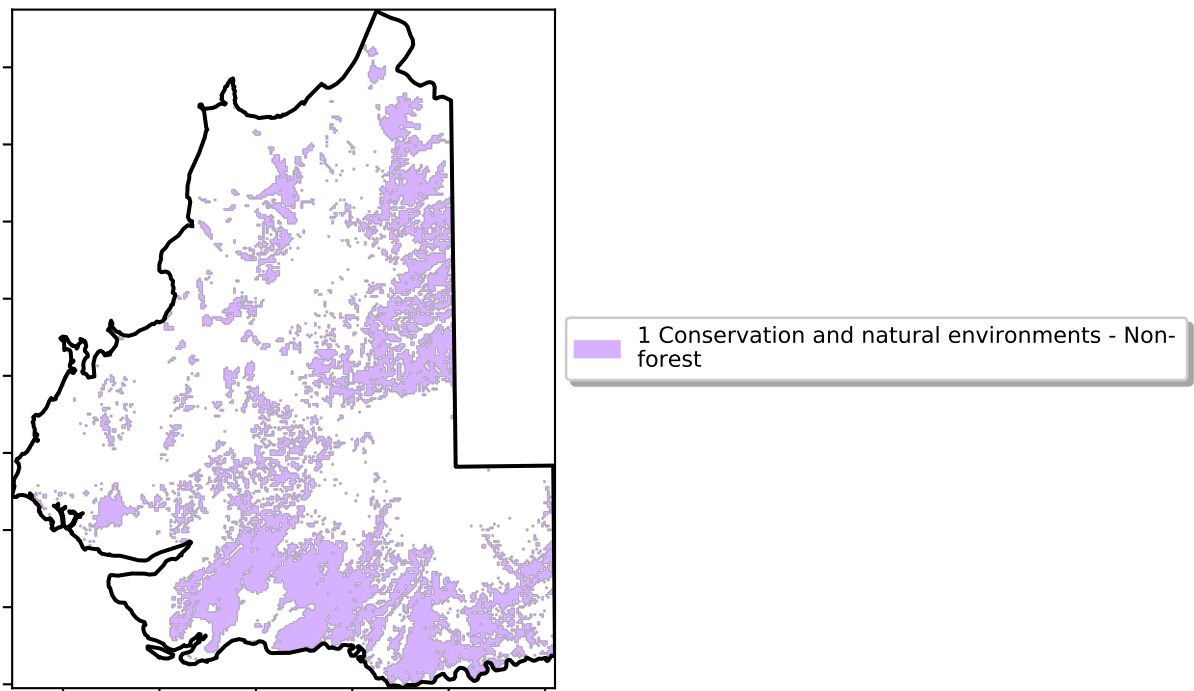 1 Conservation and natural environments - Non-
forest